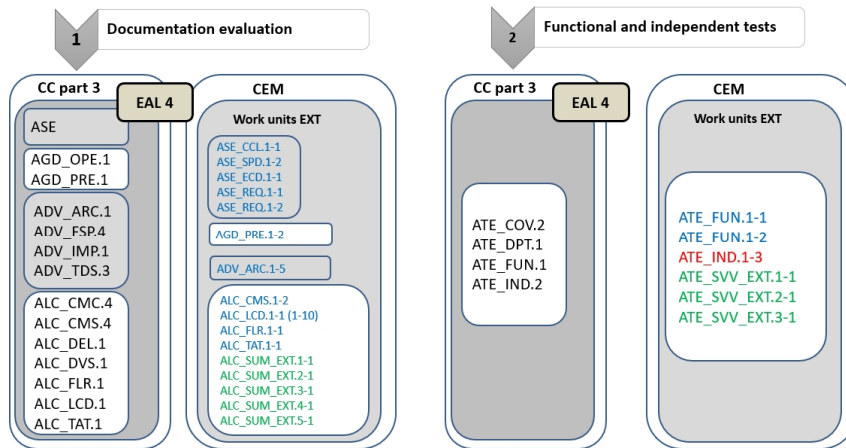 1
Documentation evaluation
CC part 3
EAL 4
ASE
AGD_OPE.1
AGD_PRE.1
ADV_ARC.1
ADV_FSP.4
ADV_IMP.1
ADV_TDS.3
ALC_CMC.4
ALC_CMS.4
ALC_DEL.1
ALC_DVS.1
ALC_FLR.1
ALC_LCD.1
ALC_TAT.1
CEM
Work units EXT
ASE_CCL.1-1
ASE_SPD.1-2
ASE_ECD.1-1
ASE_REQ.1-1
ASE_REQ.1-2
AGD_PRE.1-2
ADV_ARC.1-5
ALC_CMS.1-2
ALC_LCD.1-1 (1-10)
ALC_FLR.1-1
ALC_TAT.1-1
ALC_SUM_EXT.1-1
ALC_SUM_EXT.2-1
ALC_SUM_EXT.3-1
ALC_SUM_EXT.4-1
ALC_SUM_EXT.5-1
2
Functional and independent tests
CC part 3
EAL 4
ATE_COV.2
ATE_DPT.1
ATE_FUN.1
ATE_IND.2
CEM
Work units EXT
ATE_FUN.1-1
ATE_FUN.1-2
ATE_IND.1-3
ATE_SVV_EXT.1-1
ATE_SVV_EXT.2-1
ATE_SVV_EXT.3-1